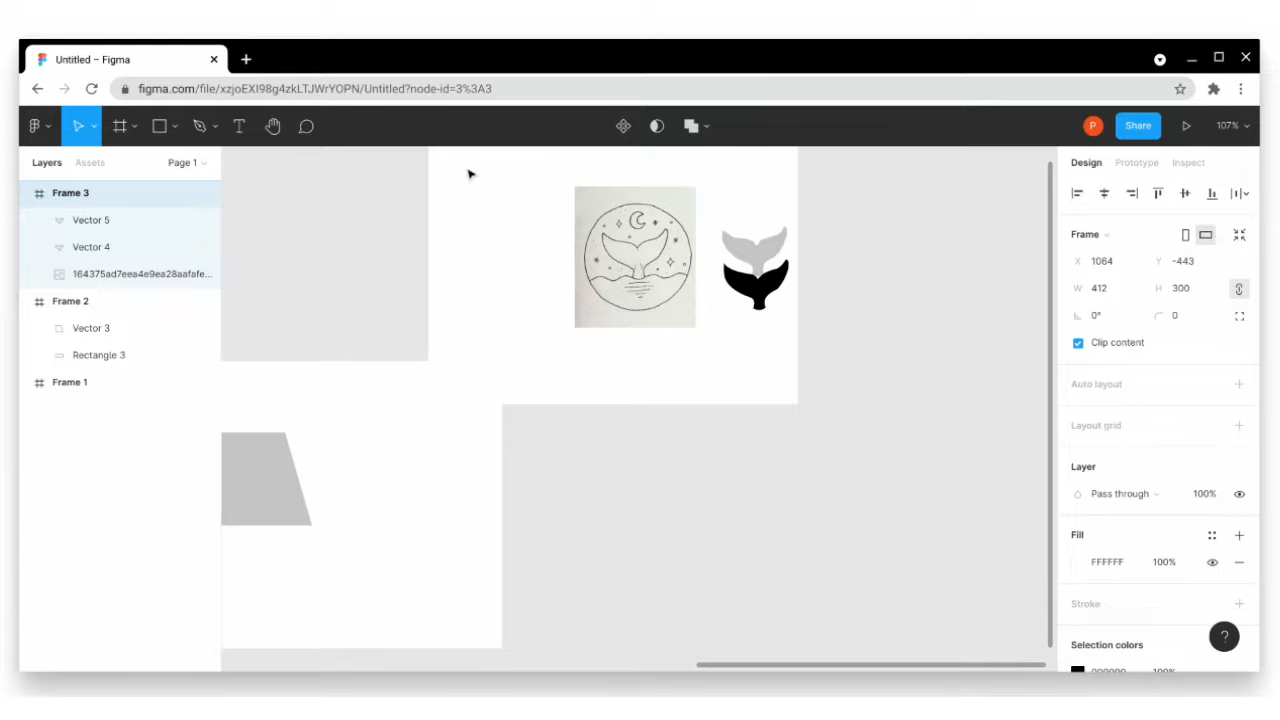 Untitled – Figma
figma.com/file/xzjoEXI98g4zkLTJWrYOPN/Untitled?node-id=3%3A3
P
Share
107%
Layers
Assets
Page 1
Design
Prototype
Inspect
Frame 3
Vector 5
Vector 4
164375ad7eea4e9ea28aafafe...
Frame 2
Vector 3
Rectangle 3
Frame 1
Frame
X 1064 Y -443
W 412 H 300
0° 0
Clip content
Auto layout
Layout grid
Layer
Pass through 100%
Fill
FFFFFF 100%
Stroke
?
Selection colors